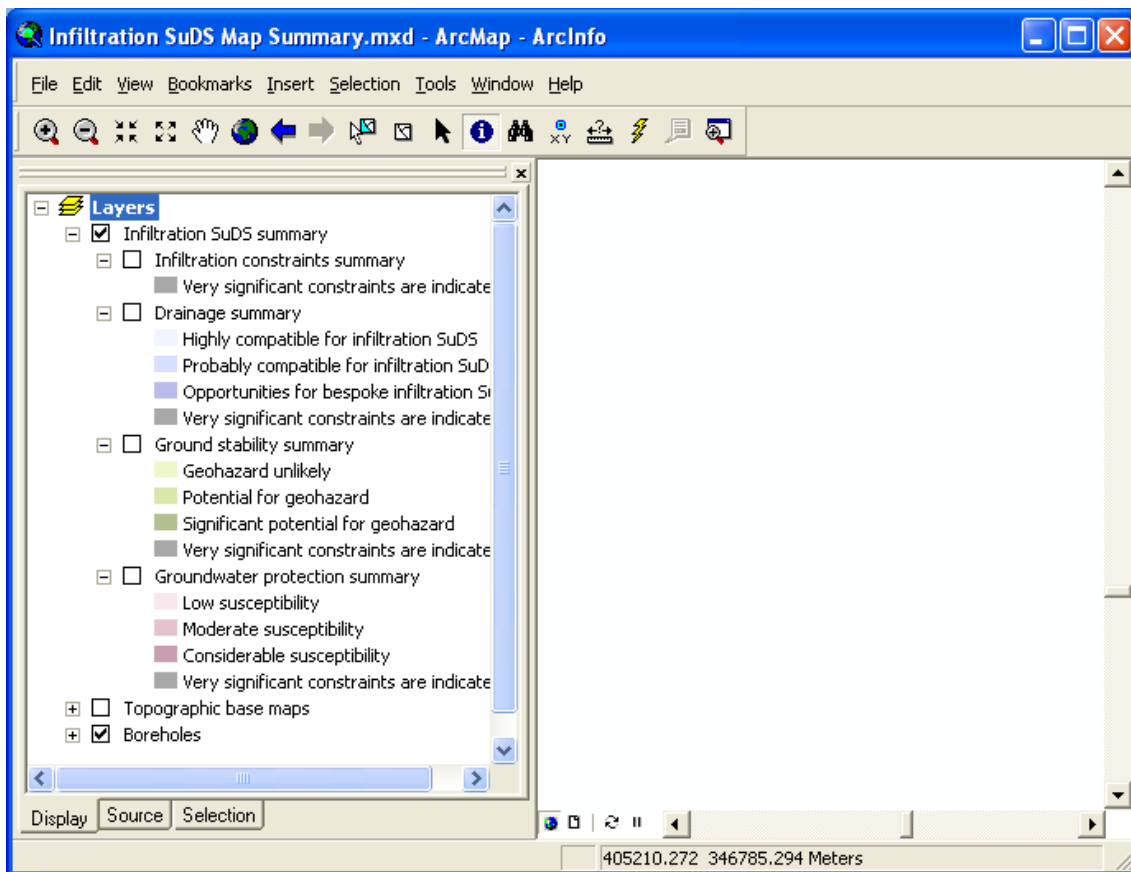 Infiltration SuDS Map Summary.mxd - ArcMap - ArcInfo
File Edit View Bookmarks Insert Selection Tools Window Help
XY
Layers
Infiltration SuDS summary
Infiltration constraints summary
Very significant constraints are indicate
Drainage summary
Highly compatible for infiltration SuDS
Probably compatible for infiltration SuD
Opportunities for bespoke infiltration S
Very significant constraints are indicate
Ground stability summary
Geohazard unlikely
Potential for geohazard
Significant potential for geohazard
Very significant constraints are indicate
Groundwater protection summary
Low susceptibility
Moderate susceptibility
Considerable susceptibility
Very significant constraints are indicate
Topographic base maps
Boreholes
Display Source Selection
405210.272 346785.294 Meters